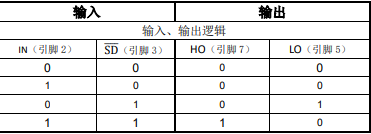 输入 输出
输入、输出逻辑
IN（引脚 2） SD（引脚 3） HO（引脚 7） LO（引脚 5）
0 0 0 0
1 0 0 0
0 1 0 1
1 1 1 0